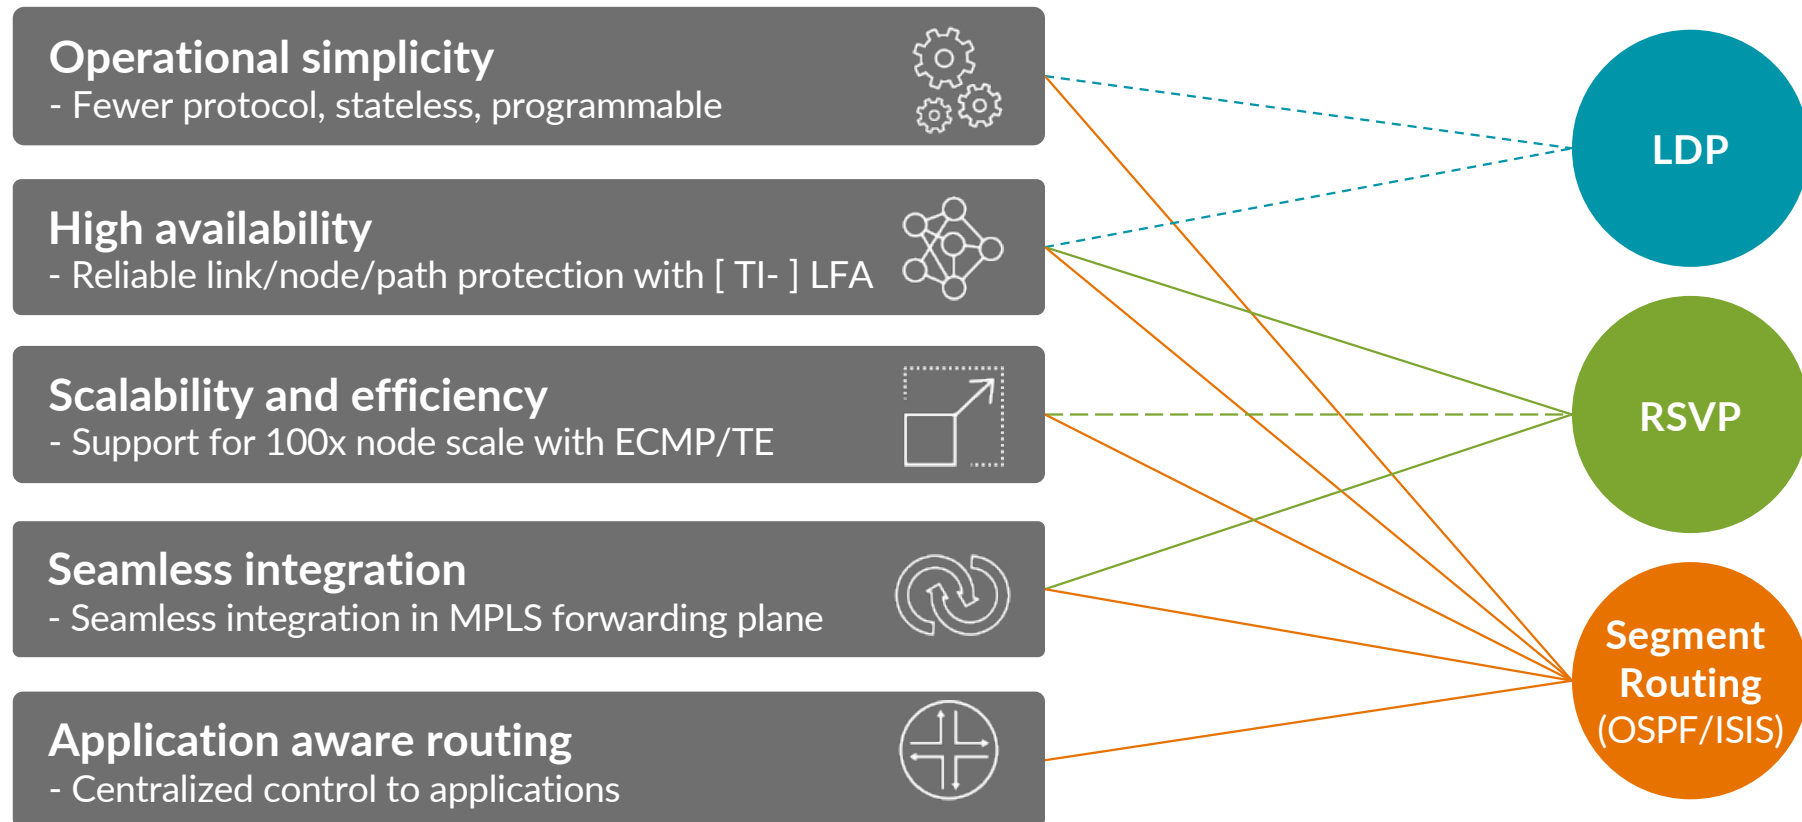 Operational simplicity
- Fewer protocol, stateless, programmable
High availability
- Reliable link/node/path protection with [ TI- ] LFA
Scalability and efficiency
- Support for 100x node scale with ECMP/TE
Seamless integration
- Seamless integration in MPLS forwarding plane
Application aware routing
- Centralized control to applications
LDP
RSVP
Segment
Routing
(OSPF/ISIS)